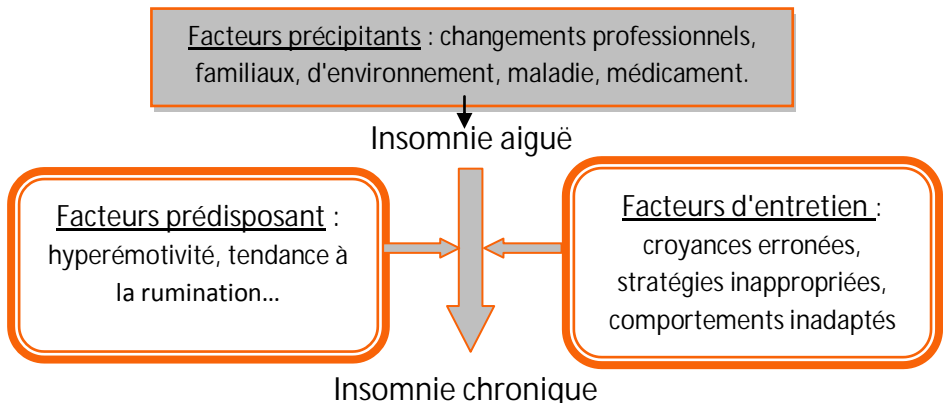 Facteurs précipitants : changements professionnels,
familiaux, d'environnement, maladie, médicament.
Insomnie aiguë
Facteurs prédisposant :
hyperémotivité, tendance à
la rumination...
Facteurs d'entretien :
croyances erronées,
stratégies inappropriées,
comportements inadaptés
Insomnie chronique